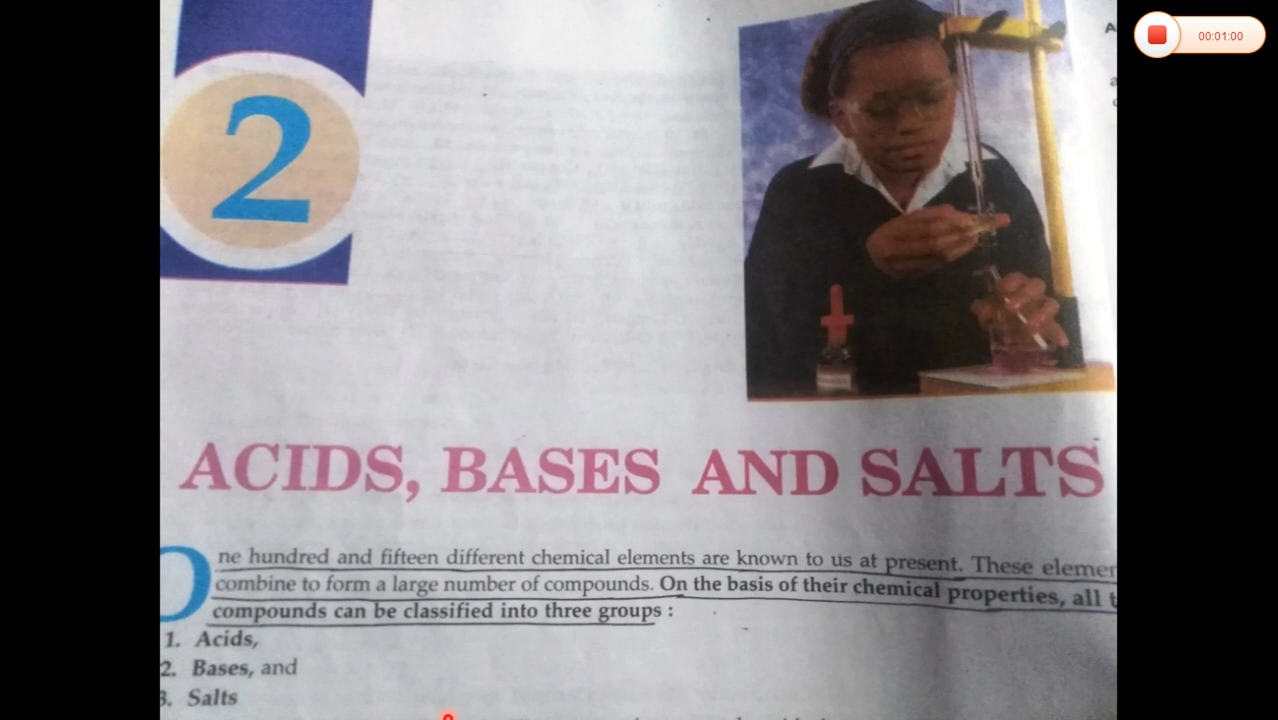 00:01:00
2
ACIDS, BASES AND SALTS
One hundred and fifteen different chemical elements are known to us at present. These
combine to form a large number of compounds. On the basis of their chemical properties, all
compounds can be classified into three groups :
1. Acids,
2. Bases, and
3. Salts